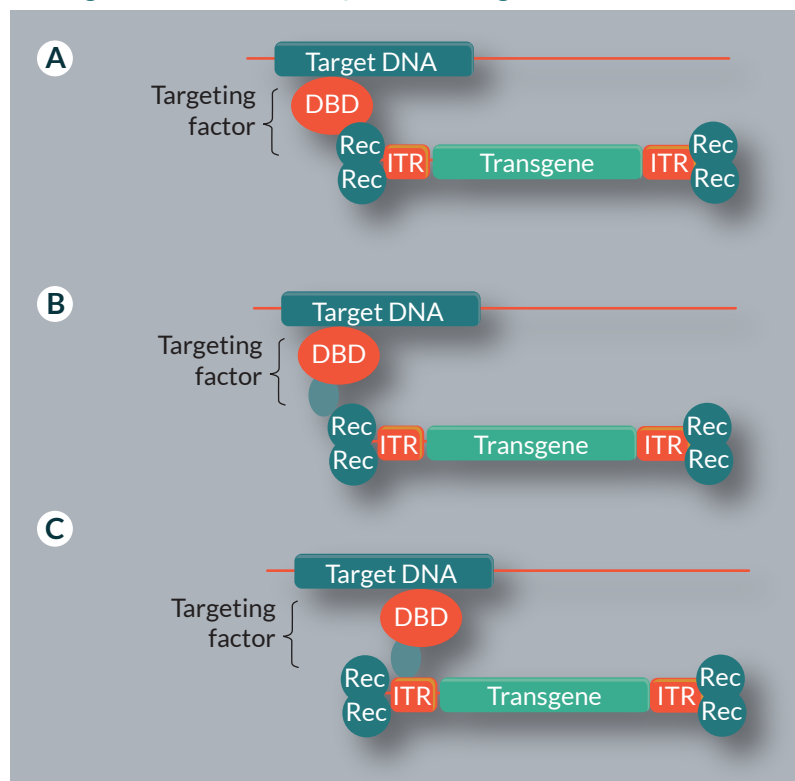 A
Target DNA
Targeting
factor
DBD
Rec
Rec
ITR
Transgene
ITR
Rec
Rec
B
Target DNA
Targeting
factor
DBD
Rec
Rec
ITR
Transgene
ITR
Rec
Rec
C
Target DNA
Targeting
factor
DBD
Rec
Rec
ITR
Transgene
ITR
Rec
Rec